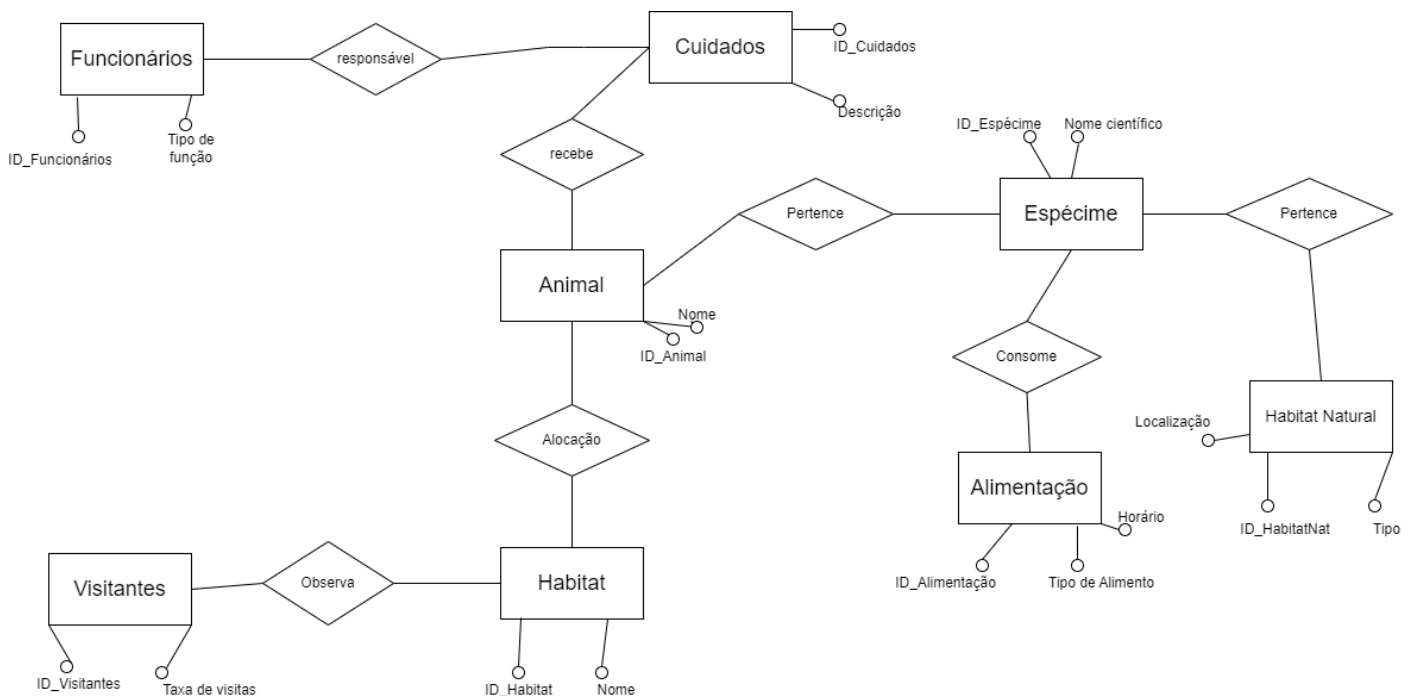 Funcionários
responsável
Cuidados
ID_Cuidados
Descrição
ID_Funcionários
Tipo de
função
recebe
ID_Espécime
Nome científico
Espécime
Pertence
Pertence
Animal
Nome
ID_Animal
Consome
Alocação
Localização
Habitat Natural
ID_HabitatNat
Tipo
Alimentação
Horário
ID_Alimentação
Tipo de Alimento
Visitantes
Observa
Habitat
ID_Visitantes
Taxa de visitas
ID_Habitat
Nome